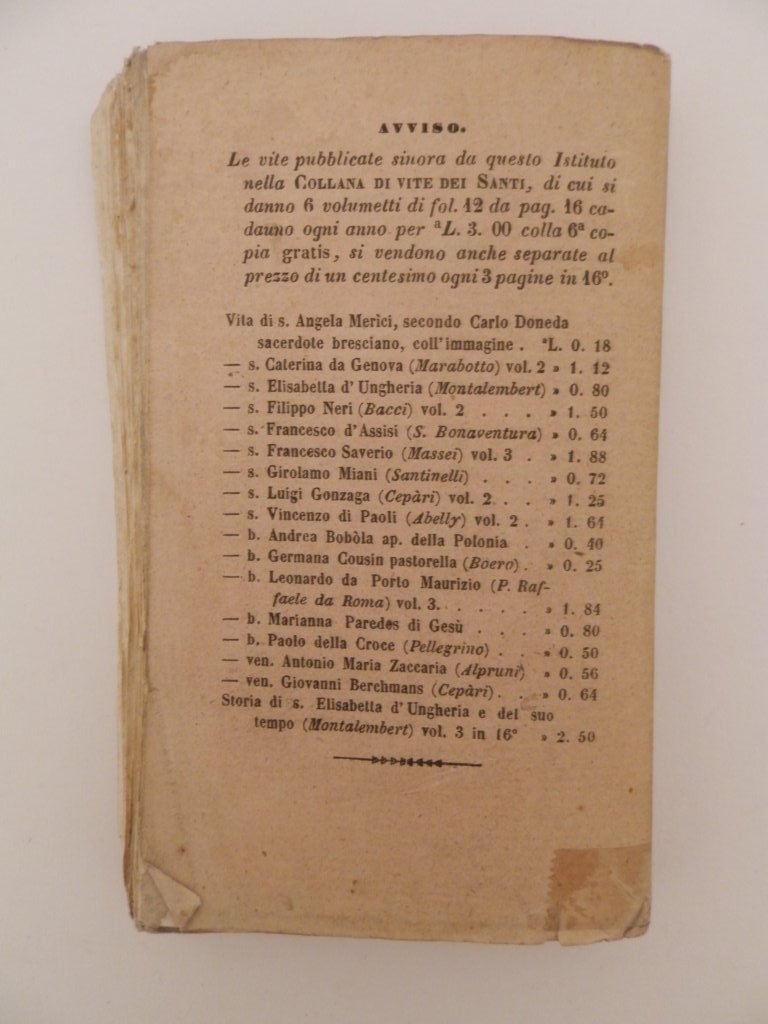 AVVISO.
Le vite pubblicate sinora da questo Istituto
nella COLLANA DI VITE DEI SANTI, di cui si
danno 6 volumetti di fol. 12 da pag. 16 ca-
dauno ogni anno per ªL. 3. 00 colla 6ª co-
pia gratis, si vendono anche separate al
prezzo di un centesimo ogni 3 pagine in 16º.
Vita di s. Angela Merìci, secondo Carlo Doneda
sacerdote bresciano, coll'immagine . ªL. 0. 18
— s. Caterina da Genova (Marabotto) vol. 2 » 1. 12
— s. Elisabetta d'Ungheria (Montalembert) » 0. 80
— s. Filippo Neri (Bacci) vol. 2 . . . » 1. 50
— s. Francesco d'Assisi (S. Bonaventura) » 0. 64
— s. Francesco Saverio (Massei) vol. 3 . » 1. 88
— s. Girolamo Miani (Santinelli) . . . » 0. 72
— s. Luigi Gonzaga (Cepàri) vol. 2 . . » 1. 25
— s. Vincenzo di Paoli (Abelly) vol. 2 . » 1. 64
— b. Andrea Bobòla ap. della Polonia . » 0. 40
— b. Germana Cousin pastorella (Boero) . » 0. 25
— b. Leonardo da Porto Maurizio (P. Raf-
faele da Roma) vol. 3. . . . . » 1. 84
— b. Marianna Paredes di Gesù . . . » 0. 80
— b. Paolo della Croce (Pellegrino) . . » 0. 50
— ven. Antonio Maria Zaccaria (Alpruni) » 0. 56
— ven. Giovanni Berchmans (Cepàri) . . » 0. 64
Storia di s. Elisabetta d'Ungheria e del suo
tempo (Montalembert) vol. 3 in 16º » 2. 50